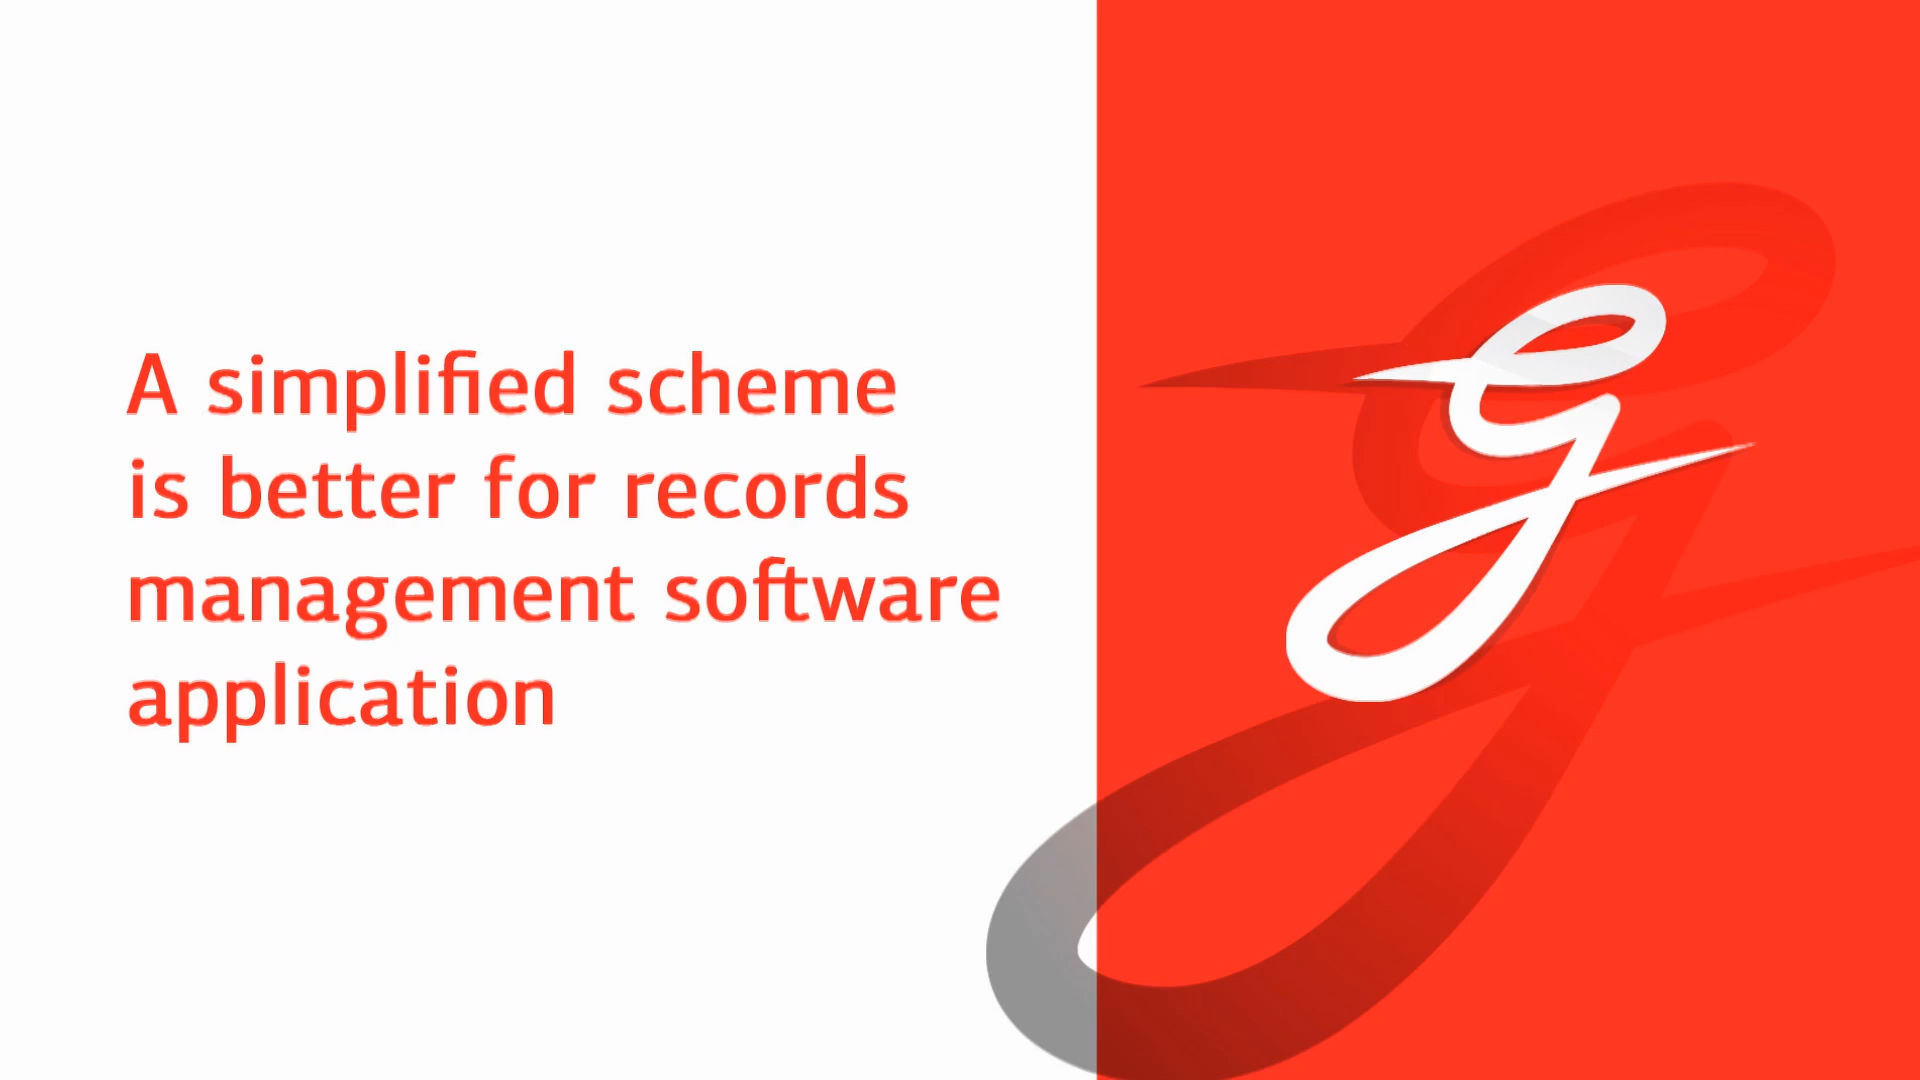 A simplified scheme
is better for records
management software
application